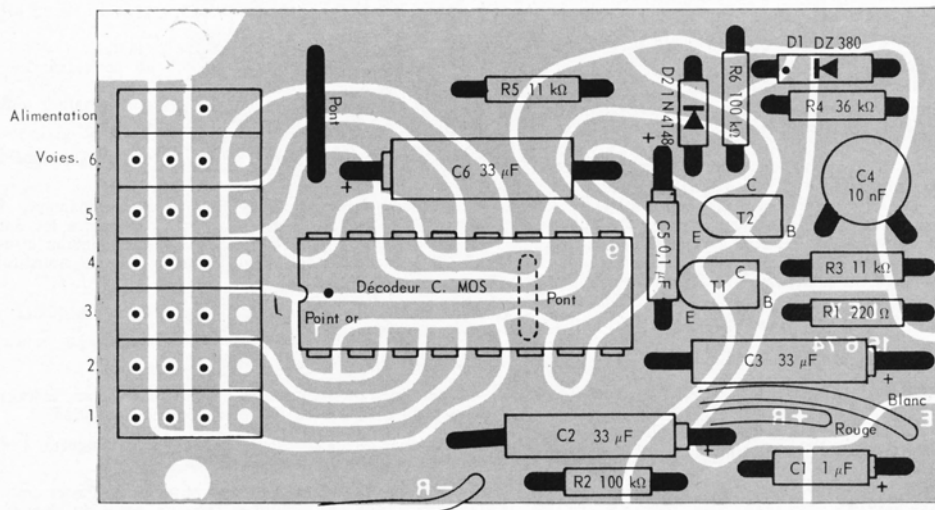 D1 DZ 380
R5 11 kΩ
D2 1 N 4148
R6 100 kΩ
R4 36 kΩ
Pont
Alimentation
Voies. 6.
C6 33 µF
+
+
C4
10 nF
C
T2
E
B
5.
C5 0,1 µF
9
4.
Décodeur C. MOS
Pont
C
T1
B
E
R3 11 kΩ
3.
Point or
1
R1 220 Ω
2.
C3 33 µF
+
Blanc
1.
+ R
Rouge
E
C2 33 µF
+
C1 1 µF
+
R2 100 kΩ
- R